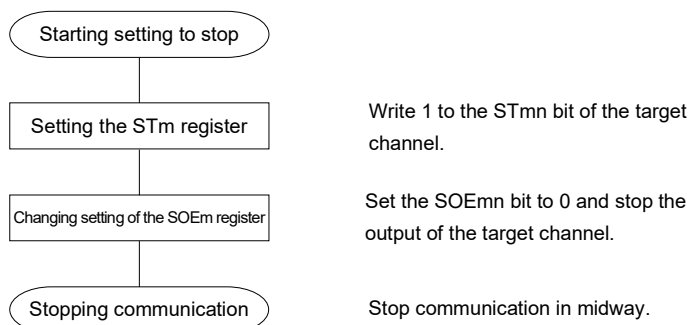 Starting setting to stop
Setting the STm register
Write 1 to the STmn bit of the target
channel.
Changing setting of the SOEm register
Set the SOEmn bit to 0 and stop the
output of the target channel.
Stopping communication
Stop communication in midway.